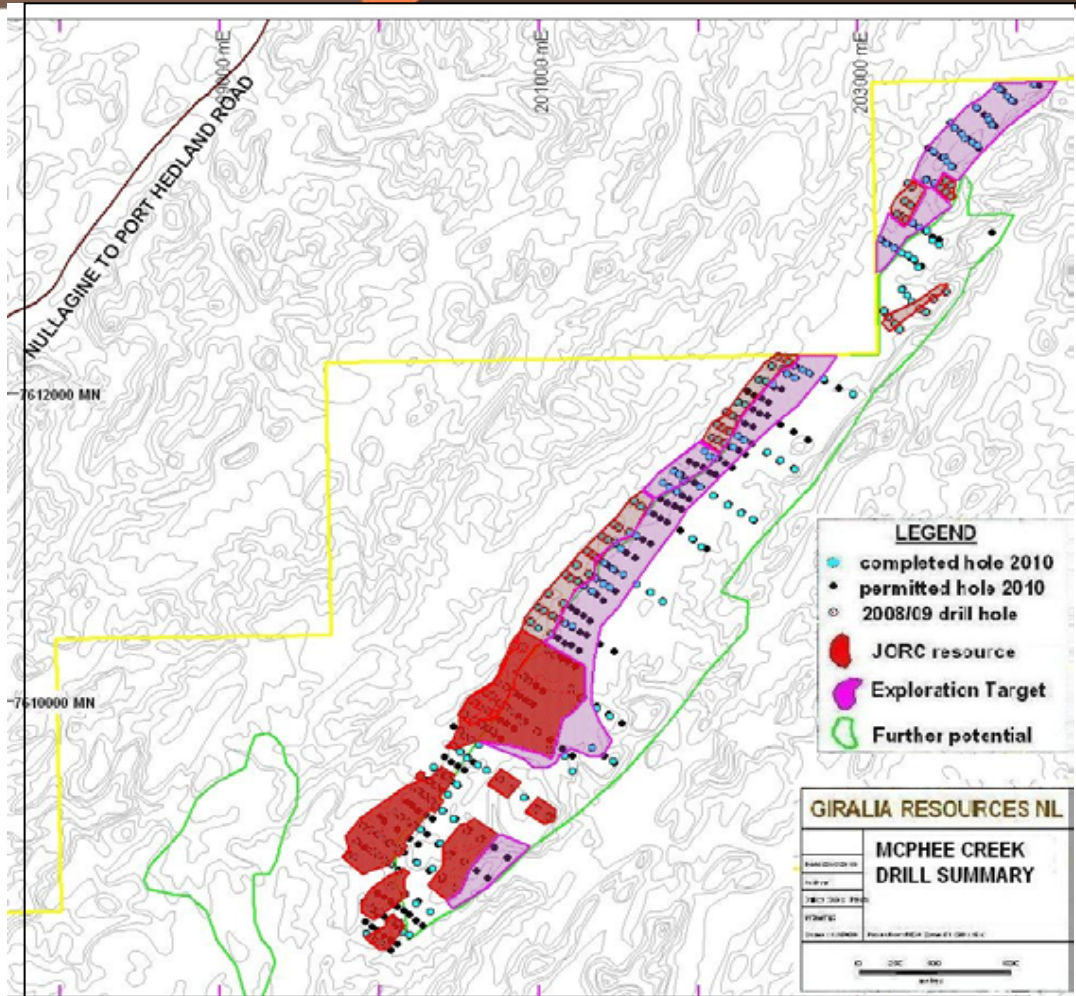 201000 mE
203000 mE
NULLAGINE TO PORT HEDLAND ROAD
7612000 MN
7610000 MN
LEGEND
completed hole 2010
permitted hole 2010
2008/09 drill hole
JORC resource
Exploration Target
Further potential
GIRALIA RESOURCES NL
MCPHEE CREEK
DRILL SUMMARY